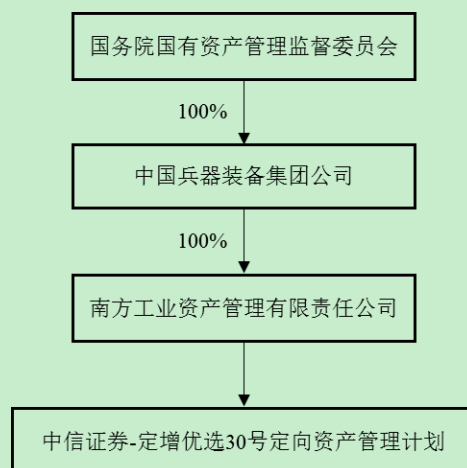 国务院国有资产管理监督委员会
100%
中国兵器装备集团公司
100%
南方工业资产管理有限责任公司
中信证券-定增优选30号定向资产管理计划